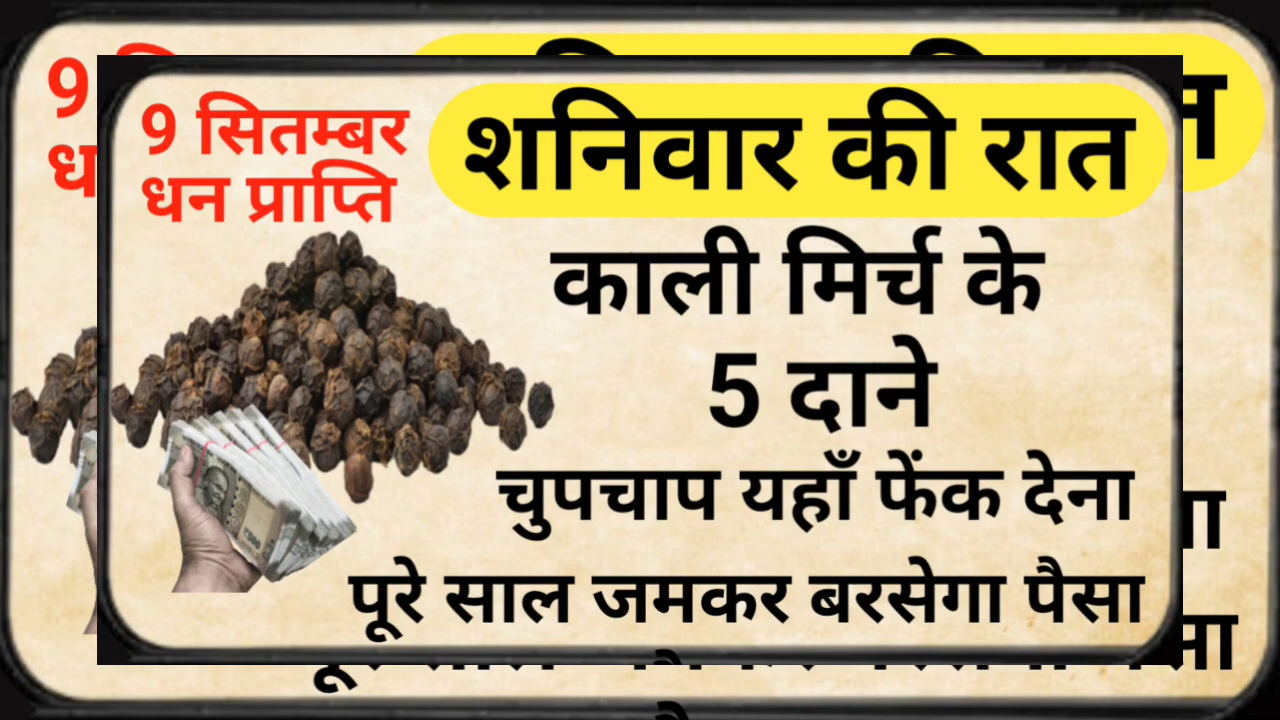 9 सितम्बर
धन प्राप्ति
शनिवार की रात
काली मिर्च के
5 दाने
चुपचाप यहाँ फेंक देना
पूरे साल जमकर बरसेगा पैसा